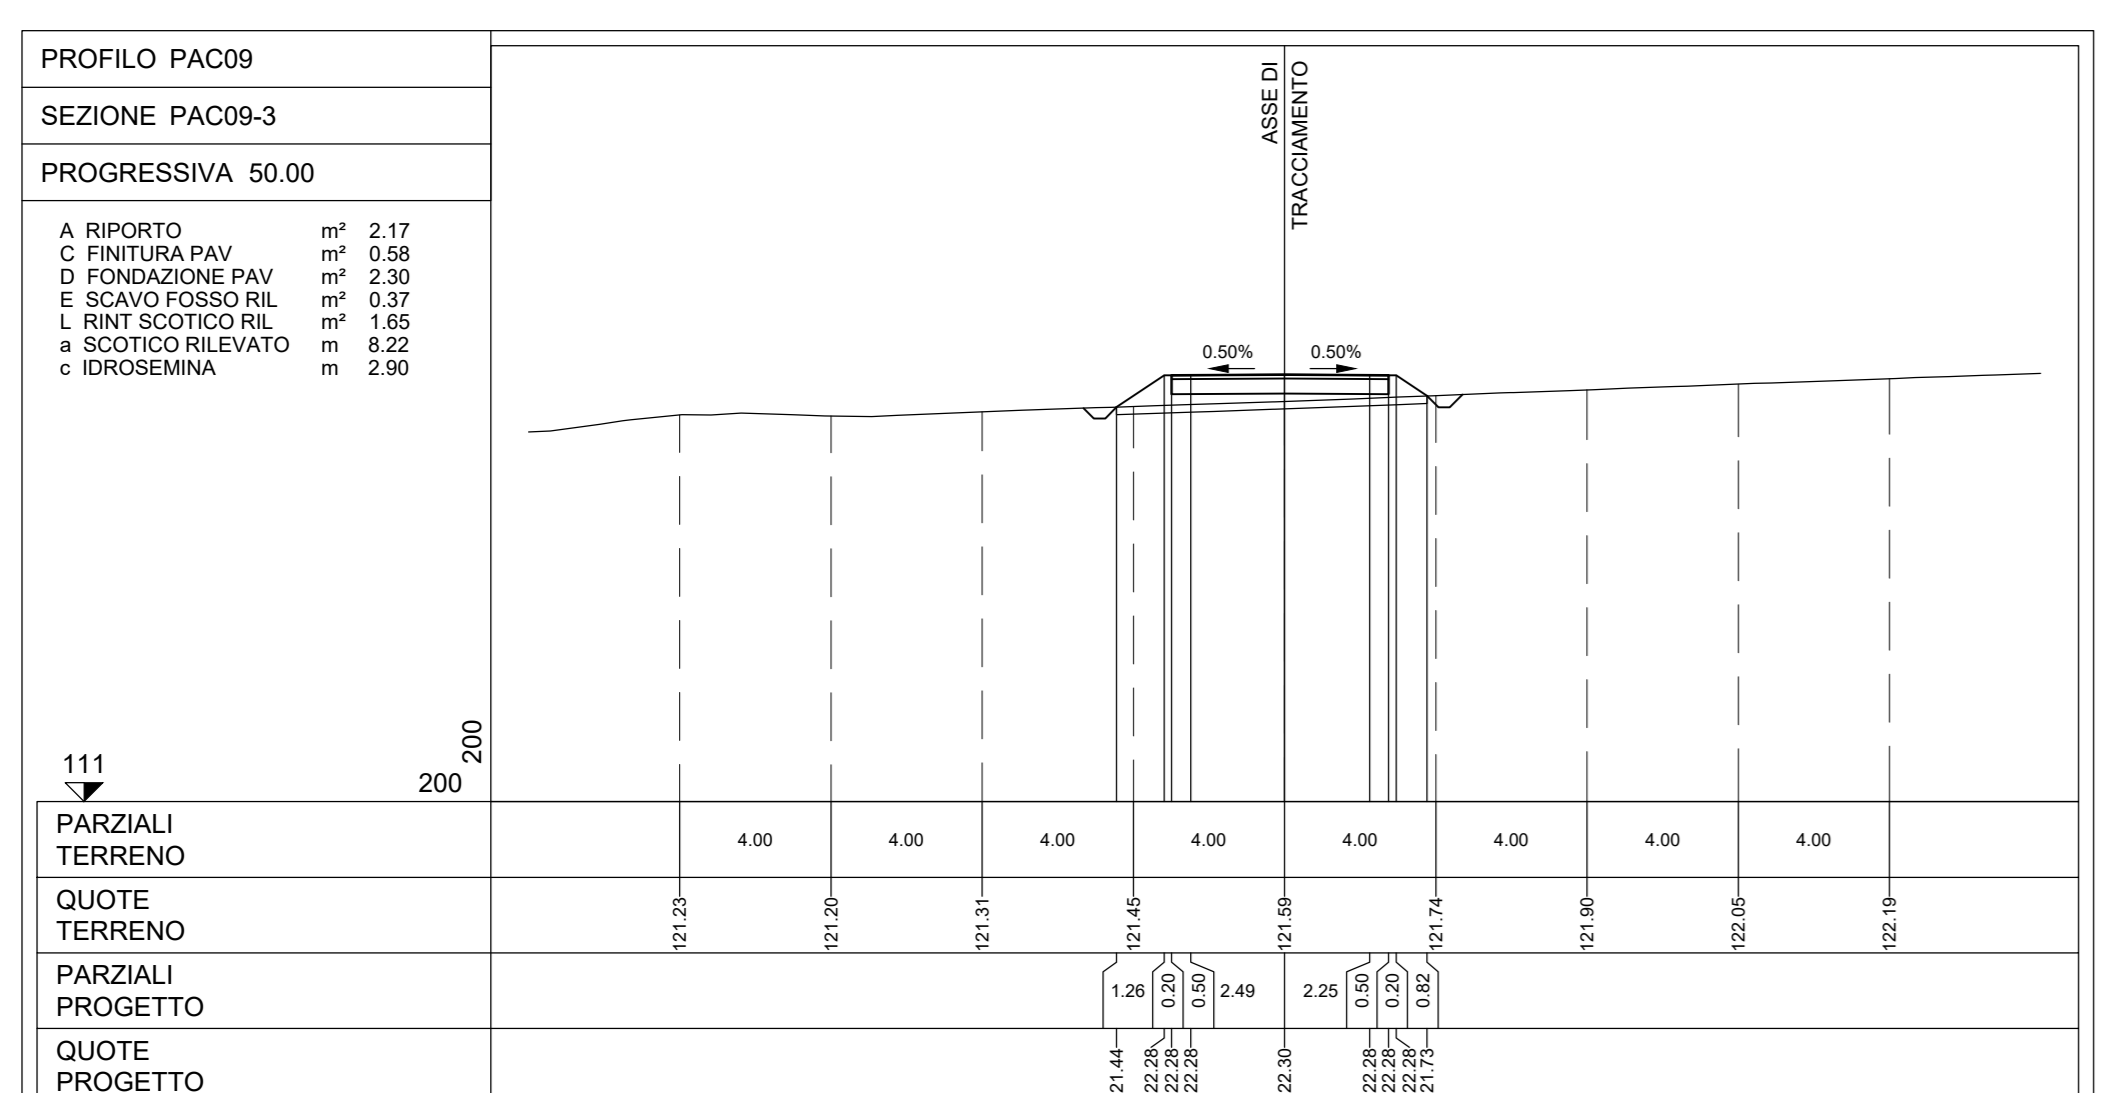 PROFILO PAC09
SEZIONE PAC09-3
PROGRESSIVA 50.00
A RIPORTO m² 2.17
C FINITURA PAV m² 0.58
D FONDAZIONE PAV m² 2.30
E SCAVO FOSSO RIL m² 0.37
L RINT SCOTICO RIL m² 1.65
a SCOTICO RILEVATO m 8.22
c IDROSEMINA m 2.90
ASSE DI
TRACCIAMENTO
0.50% 0.50%
111
200
200
PARZIALI
TERRENO
4.00 4.00 4.00 4.00 4.00 4.00 4.00 4.00
QUOTE
TERRENO
121.23 121.20 121.31 121.45 121.59 121.74 121.90 122.05 122.19
PARZIALI
PROGETTO
1.26 0.20 0.50 2.49 2.25 0.50 0.20 0.82
QUOTE
PROGETTO
21.44 22.28 22.28 22.28 22.30 22.28 22.28 22.28 21.73